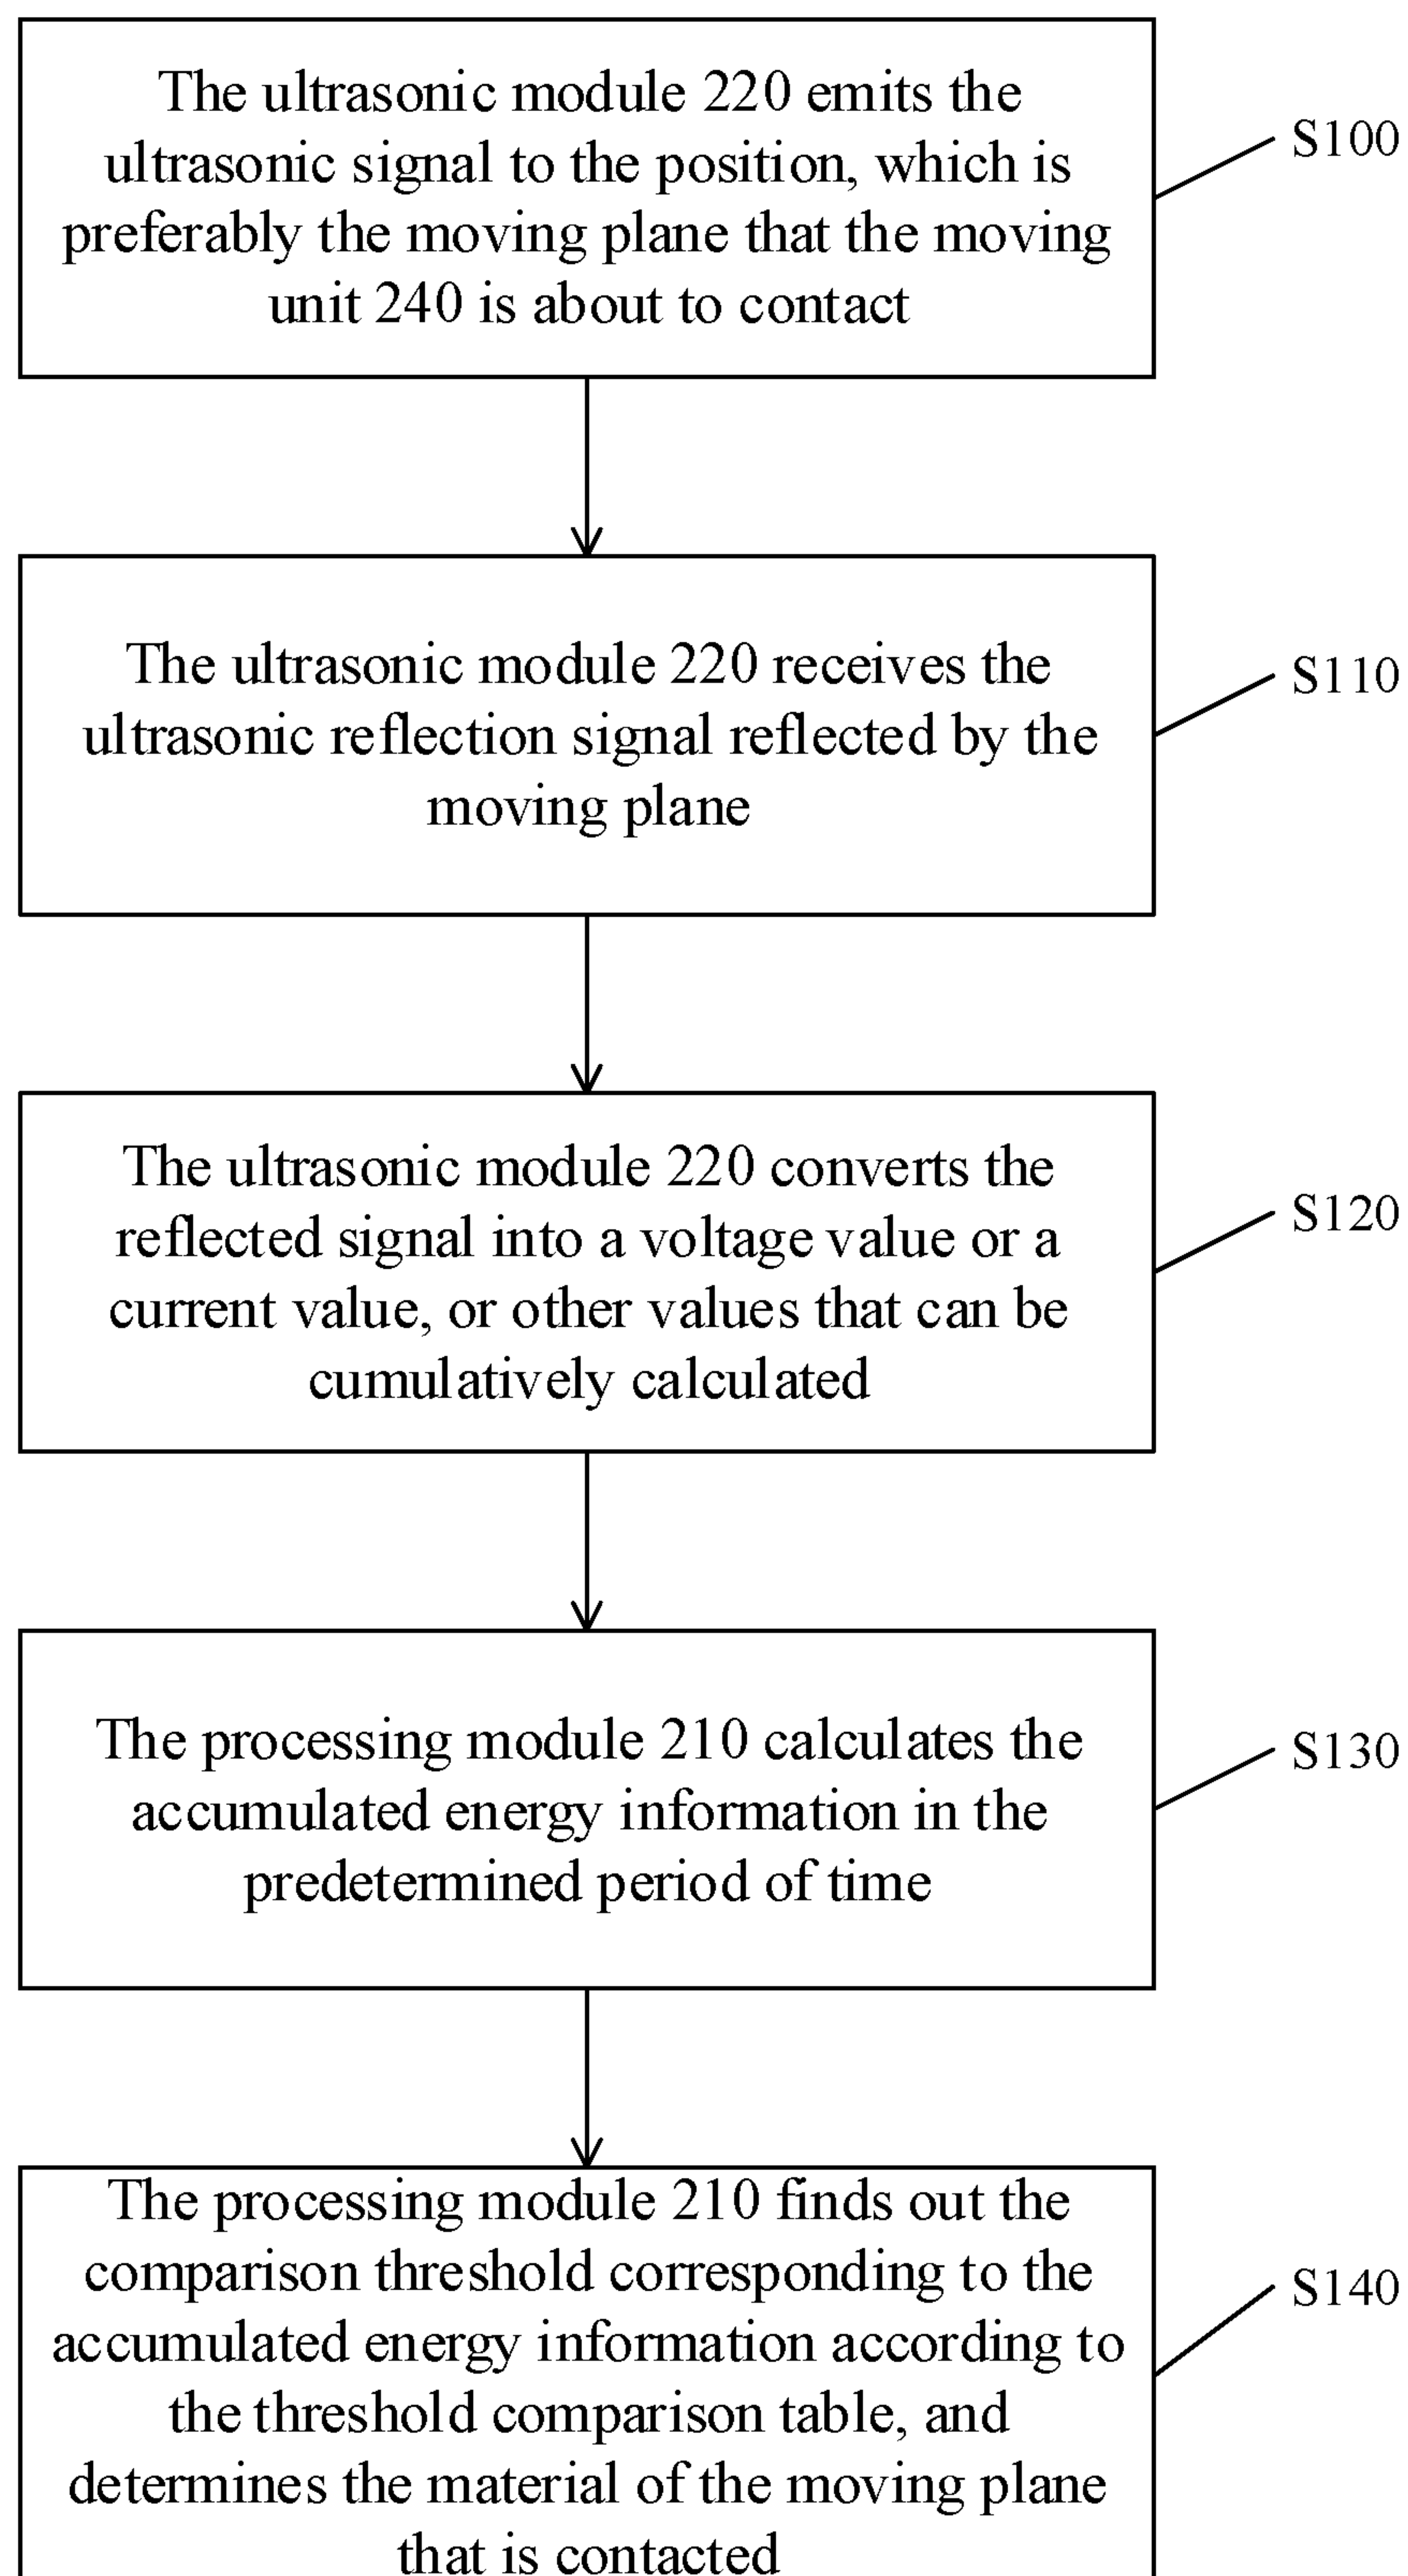 The ultrasonic module 220 emits the
ultrasonic signal to the position, which is
preferably the moving plane that the moving
unit 240 is about to contact
S100
The ultrasonic module 220 receives the
ultrasonic reflection signal reflected by the
moving plane
S110
The ultrasonic module 220 converts the
reflected signal into a voltage value or a
current value, or other values that can be
cumulatively calculated
S120
The processing module 210 calculates the
accumulated energy information in the
predetermined period of time
S130
The processing module 210 finds out the
comparison threshold corresponding to the
accumulated energy information according to
the threshold comparison table, and
determines the material of the moving plane
that is contacted
S140